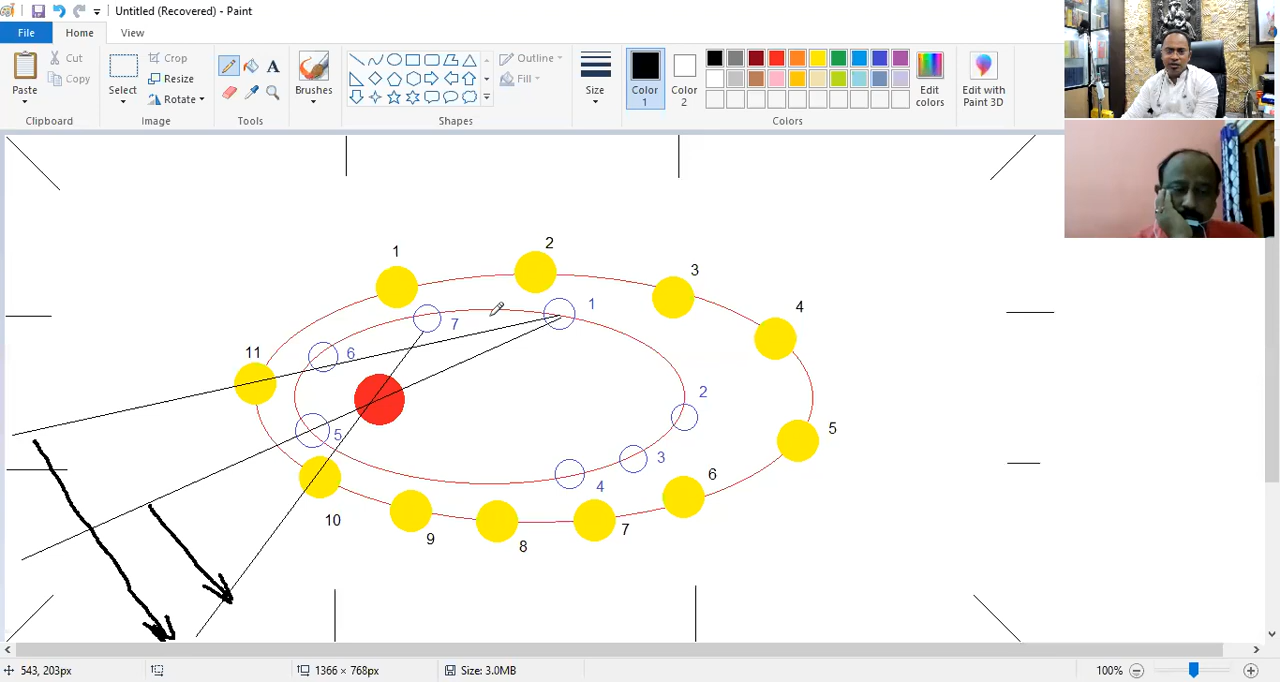 Untitled (Recovered) - Paint
File
Home
View
Paste
Cut
Copy
Clipboard
Select
Crop
Resize
Rotate
Image
A
Tools
Brushes
Shapes
Outline
Fill
Size
Color 1
Color 2
Colors
Edit colors
Edit with Paint 3D
1
2
3
4
5
6
7
8
9
10
11
1
2
3
4
5
6
7
543, 203px
1366 × 768px
Size: 3.0MB
100%